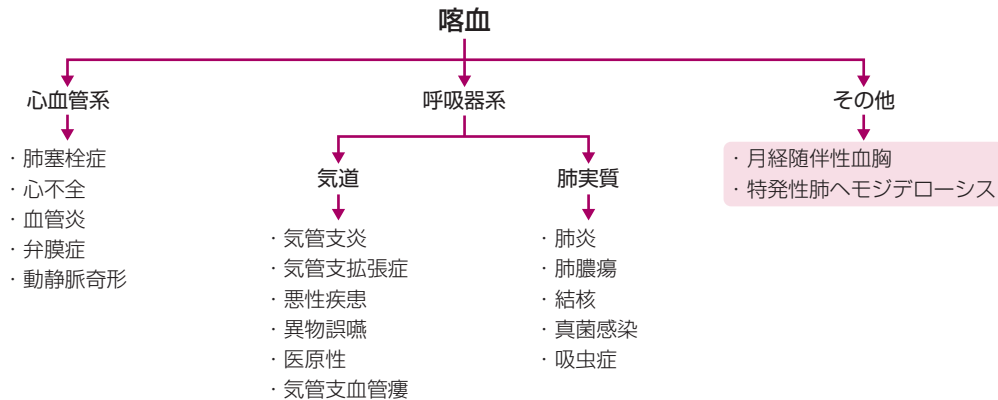 喀血
心血管系
呼吸器系
その他
・肺塞栓症
・心不全
・血管炎
・弁膜症
・動静脈奇形
気道
肺実質
・気管支炎
・気管支拡張症
・悪性疾患
・異物誤嚥
・医原性
・気管支血管瘻
・肺炎
・肺膿瘍
・結核
・真菌感染
・吸虫症
・月経随伴性血胸
・特発性肺ヘモジデローシス